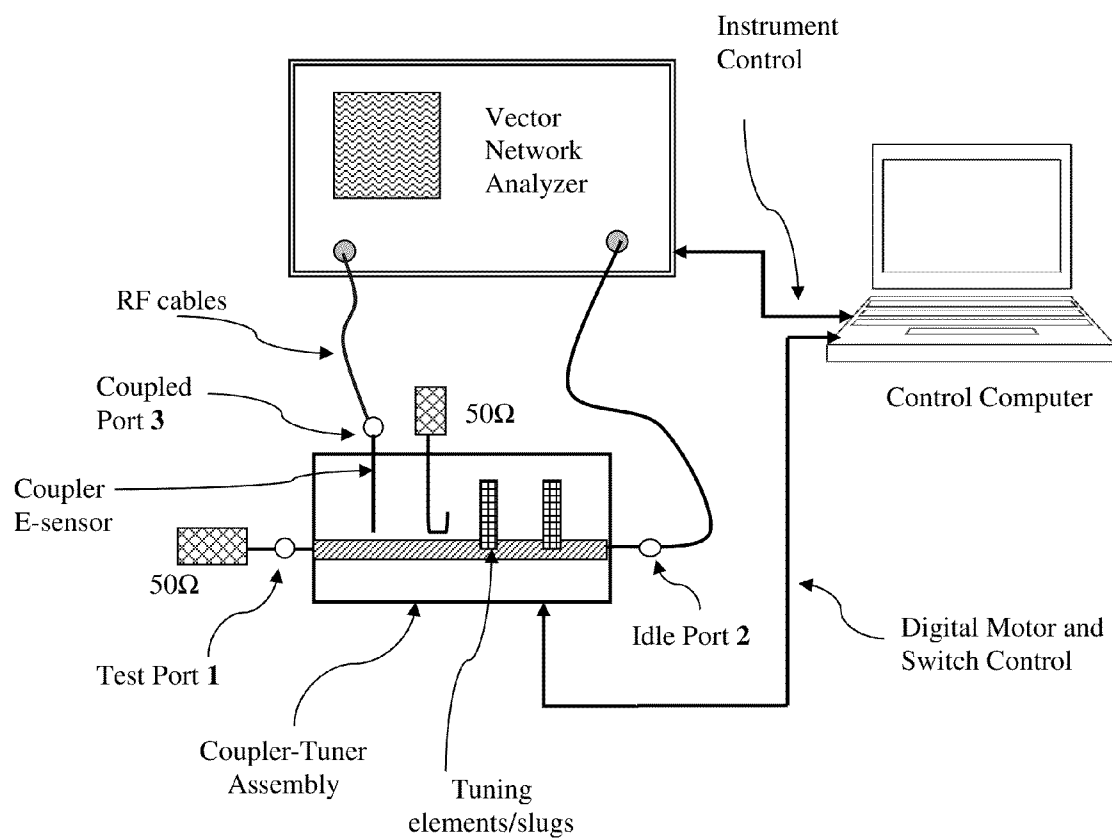 Instrument
Control
Vector
Network
Analyzer
RF cables
Coupled
Port 3
50Ω
Control Computer
Coupler
E-sensor
50Ω
Test Port 1
Idle Port 2
Digital Motor and
Switch Control
Coupler-Tuner
Assembly
Tuning
elements/slugs